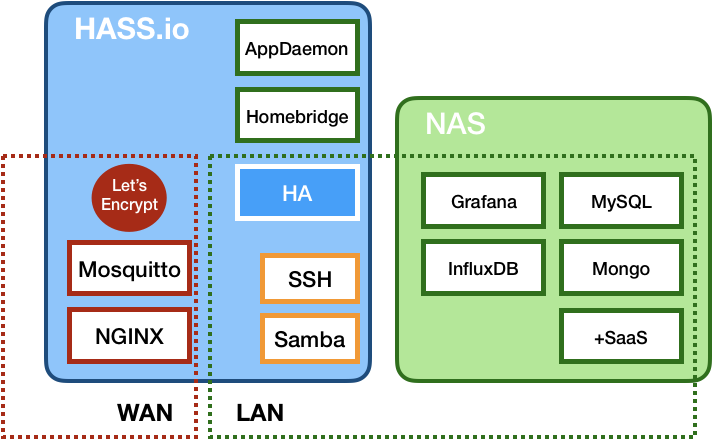 HASS.io
AppDaemon
Homebridge
NAS
Let's
Encrypt
HA
Grafana
MySQL
Mosquitto
SSH
InfluxDB
Mongo
NGINX
Samba
+SaaS
WAN
LAN